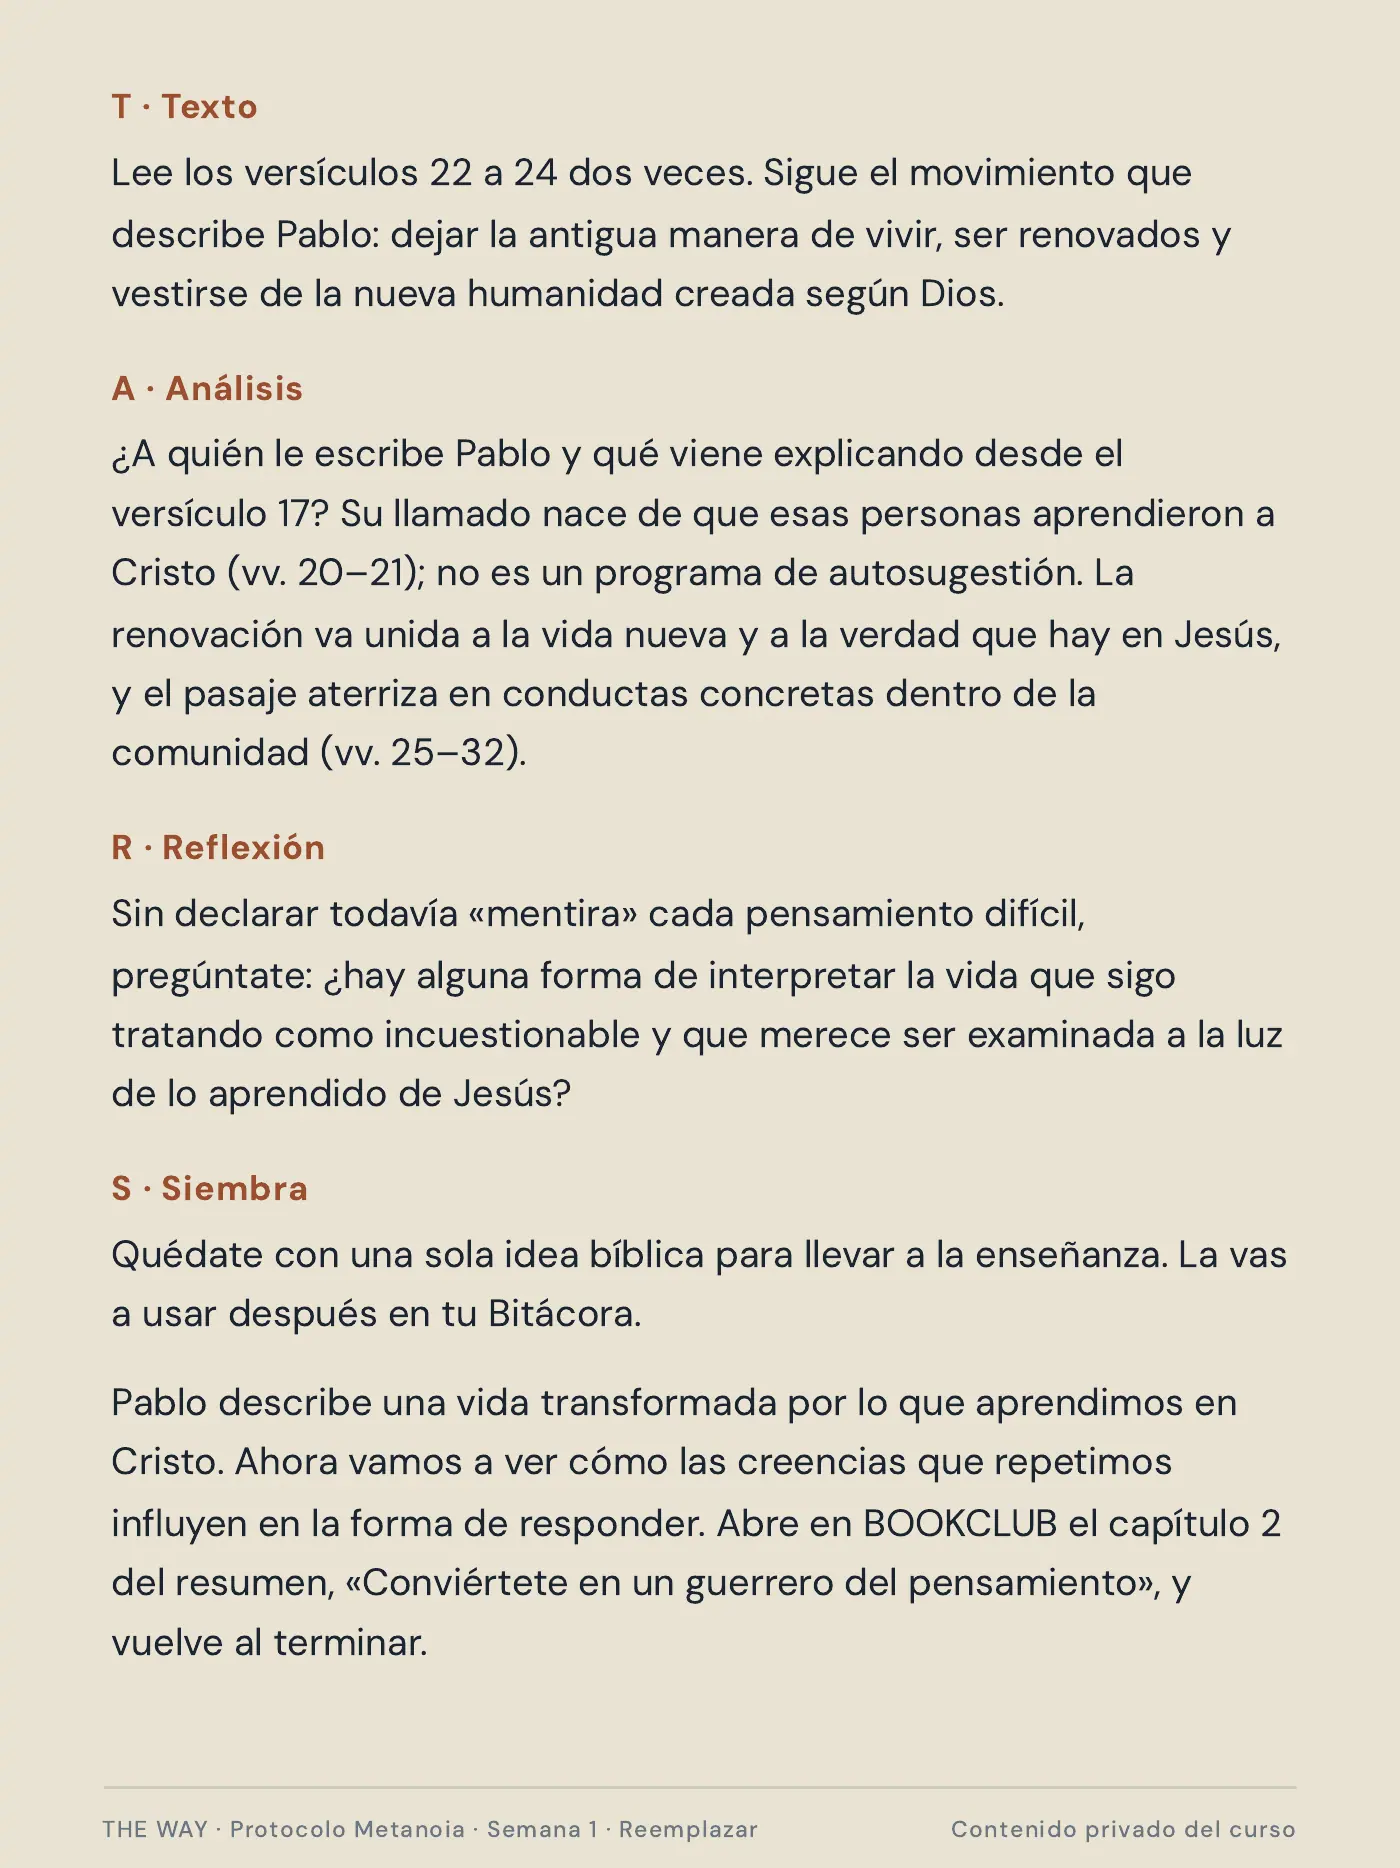 T · Texto
Lee los versículos 22 a 24 dos veces. Sigue el movimiento que
describe Pablo: dejar la antigua manera de vivir, ser renovados y
vestirse de la nueva humanidad creada según Dios.
A · Análisis
¿A quién le escribe Pablo y qué viene explicando desde el
versículo 17? Su llamado nace de que esas personas aprendieron a
Cristo (vv. 20–21); no es un programa de autosugestión. La
renovación va unida a la vida nueva y a la verdad que hay en Jesús,
y el pasaje aterriza en conductas concretas dentro de la
comunidad (vv. 25–32).
R · Reflexión
Sin declarar todavía «mentira» cada pensamiento difícil,
pregúntate: ¿hay alguna forma de interpretar la vida que sigo
tratando como incuestionable y que merece ser examinada a la luz
de lo aprendido de Jesús?
S · Siembra
Quédate con una sola idea bíblica para llevar a la enseñanza. La vas
a usar después en tu Bitácora.
Pablo describe una vida transformada por lo que aprendimos en
Cristo. Ahora vamos a ver cómo las creencias que repetimos
influyen en la forma de responder. Abre en BOOKCLUB el capítulo 2
del resumen, «Conviértete en un guerrero del pensamiento», y
vuelve al terminar.
THE WAY · Protocolo Metanoia · Semana 1 · Reemplazar
Contenido privado del curso